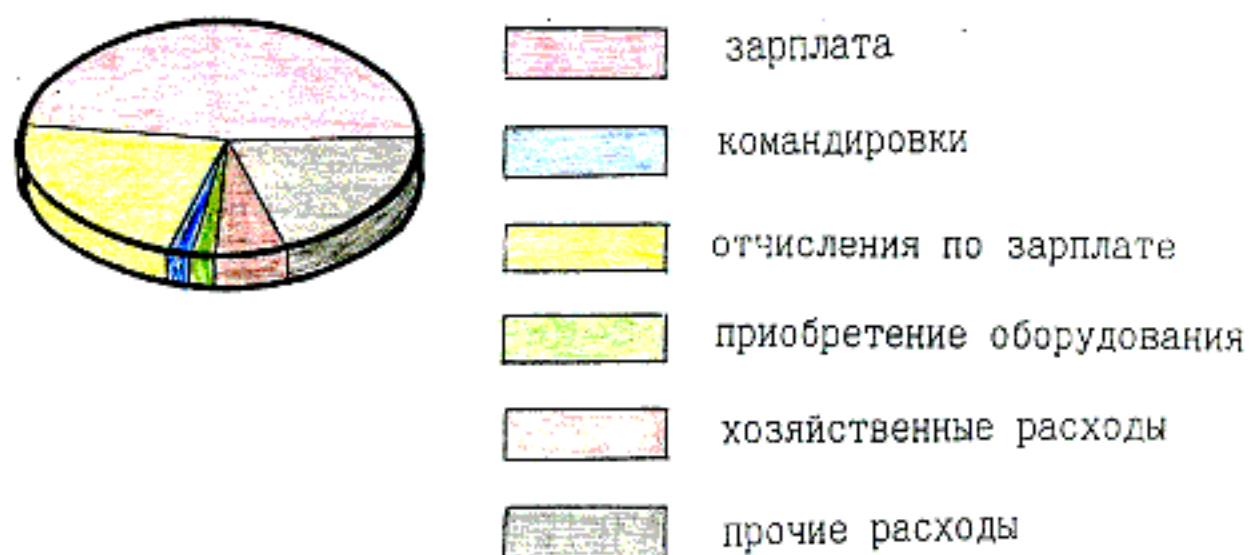 зарплата
командировки
отчисления по зарплате
приобретение оборудования
хозяйственные расходы
прочие расходы